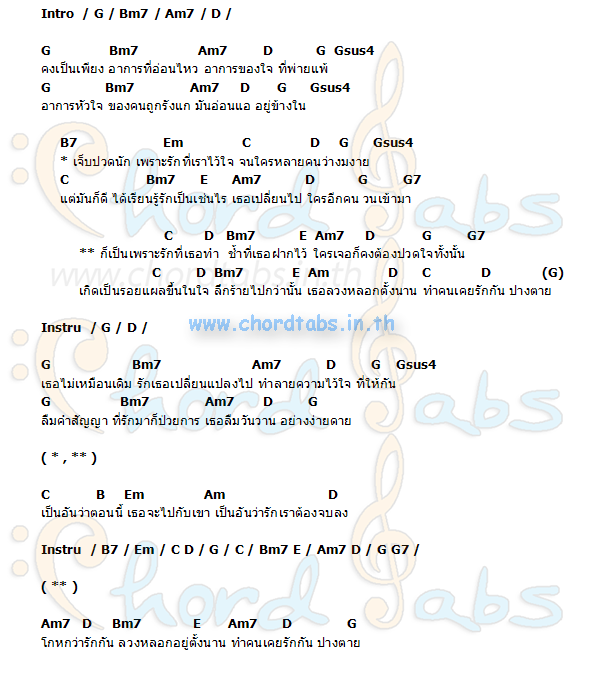 Intro / G / Bm7 / Am7 / D /
G Bm7 Am7 D G Gsus4
คงเป็นเพียง อาการที่อ่อนไหว อาการของใจ ที่พ่ายแพ้
G Bm7 Am7 D G Gsus4
อาการหัวใจ ของคนถูกรังแก มันอ่อนแอ อยู่ข้างใน
B7 Em C D G Gsus4
* เจ็บปวดนัก เพราะรักที่เราไว้ใจ จนใครหลายคนว่างมงาย
C Bm7 E Am7 D G G7
แต่มันก็ดี ได้เรียนรู้รักเป็นเช่นไร เธอเปลี่ยนไป ใครอีกคน วนเข้ามา
C D Bm7 E Am7 D G G7
** ก็เป็นเพราะรักที่เธอทำ ช้ำที่เธอฝากไว้ ใครเจอก็คงต้องปวดใจทั้งนั้น
www.chordtabs.in.th
C D Bm7 E Am D C D (G)
เกิดเป็นรอยแผลขึ้นในใจ ลึกร้ายไปกว่านั้น เธอลวงหลอกตั้งนาน ทำคนเคยรักกัน ปางตาย
Instru / G / D /
www.chordtabs.in.th
G Bm7 Am7 D G Gsus4
เธอไม่เหมือนเดิม รักเธอเปลี่ยนแปลงไป ทำลายความไว้ใจ ที่ให้กัน
G Bm7 Am7 D G
ลืมคำสัญญา ที่รักมาก็ป่วยการ เธอลืมวันวาน อย่างง่ายดาย
( * , ** )
C B Em Am D
เป็นอันว่าตอนนี้ เธอจะไปกับเขา เป็นอันว่ารักเราต้องจบลง
Instru / B7 / Em / C D / G / C / Bm7 E / Am7 D / G G7 /
( ** )
Am7 D Bm7 E Am7 D G
โกหกว่ารักกัน ลวงหลอกอยู่ตั้งนาน ทำคนเคยรักกัน ปางตาย